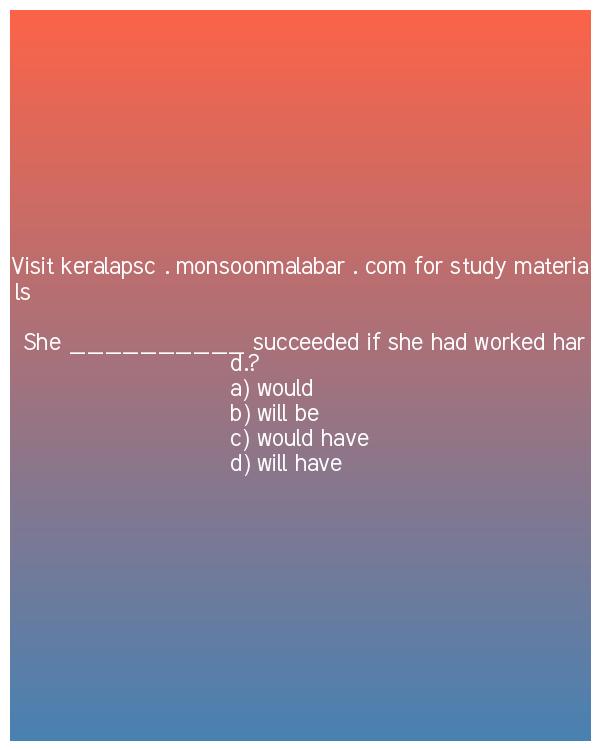 Visit keralapsc . monsoonmalabar . com for study materia
ls
She __________ succeeded if she had worked har
d.?
a) would
b) will be
c) would have
d) will have